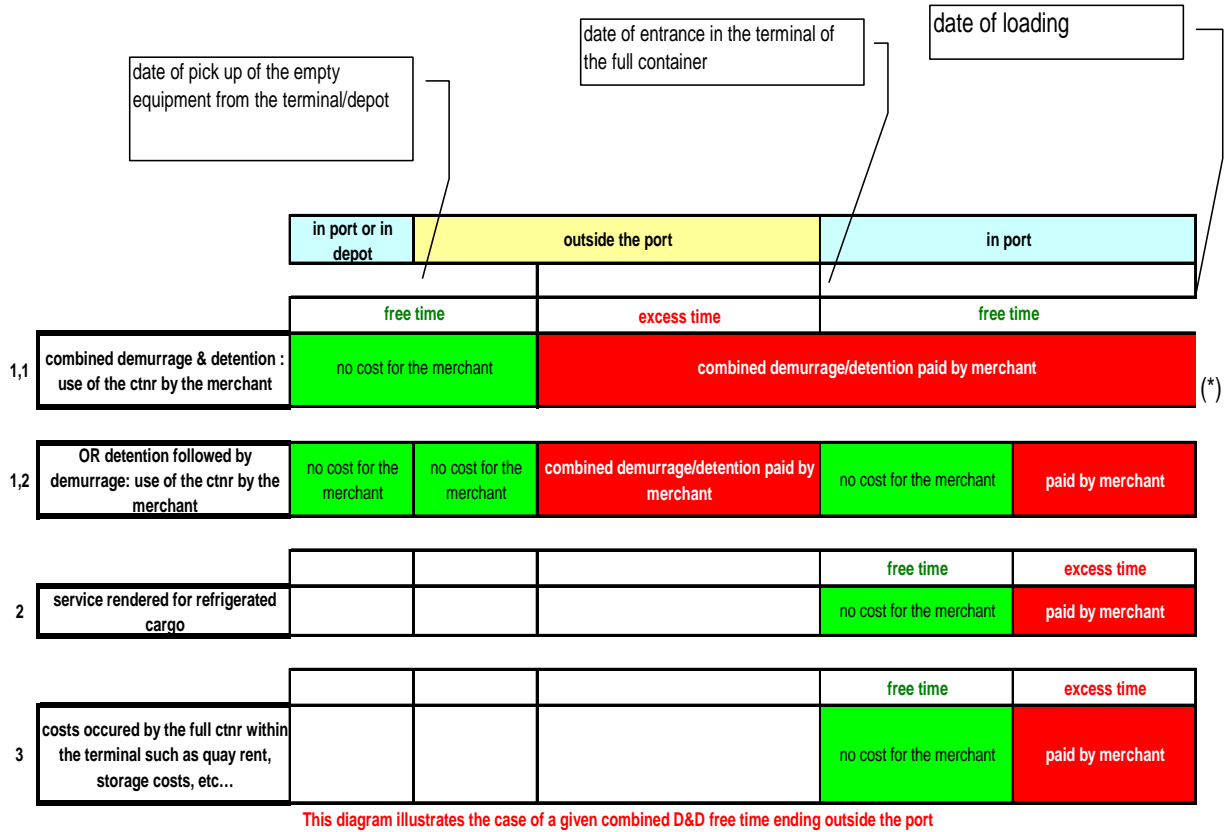 date of pick up of the empty
equipment from the terminal/depot
date of entrance in the terminal of
the full container
date of loading
in port or in
depot
outside the port
in port
free time
excess time
free time
1,1
combined demurrage & detention :
use of the ctnr by the merchant
no cost for the merchant
combined demurrage/detention paid by merchant
(*)
1,2
OR detention followed by
demurrage: use of the ctnr by the
merchant
no cost for the
merchant
no cost for the
merchant
combined demurrage/detention paid by
merchant
no cost for the merchant
paid by merchant
free time
excess time
2
service rendered for refrigerated
cargo
no cost for the merchant
paid by merchant
free time
excess time
3
costs occured by the full ctnr within
the terminal such as quay rent,
storage costs, etc…
no cost for the merchant
paid by merchant
This diagram illustrates the case of a given combined D&D free time ending outside the port